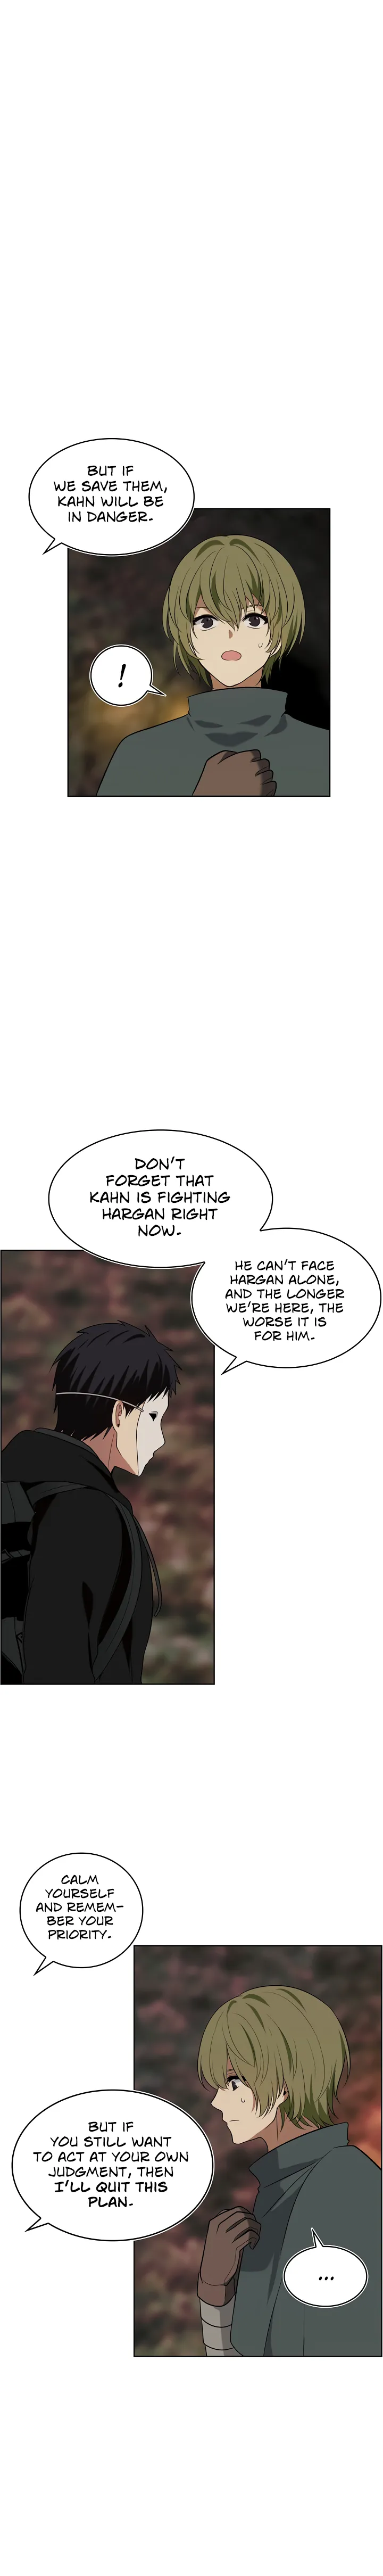 BUT IF
WE SAVE THEM,
KAHN WILL BE
IN DANGER.
!
DON'T
FORGET THAT
KAHN IS FIGHTING
HARGAN RIGHT
NOW.
HE CAN'T FACE
HARGAN ALONE,
AND THE LONGER
WE'RE HERE, THE
WORSE IT IS
FOR HIM.
CALM
YOURSELF
AND REMEM-
BER YOUR
PRIORITY.
BUT IF
YOU STILL WANT
TO ACT AT YOUR OWN
JUDGMENT, THEN
I'LL QUIT THIS
PLAN.
...